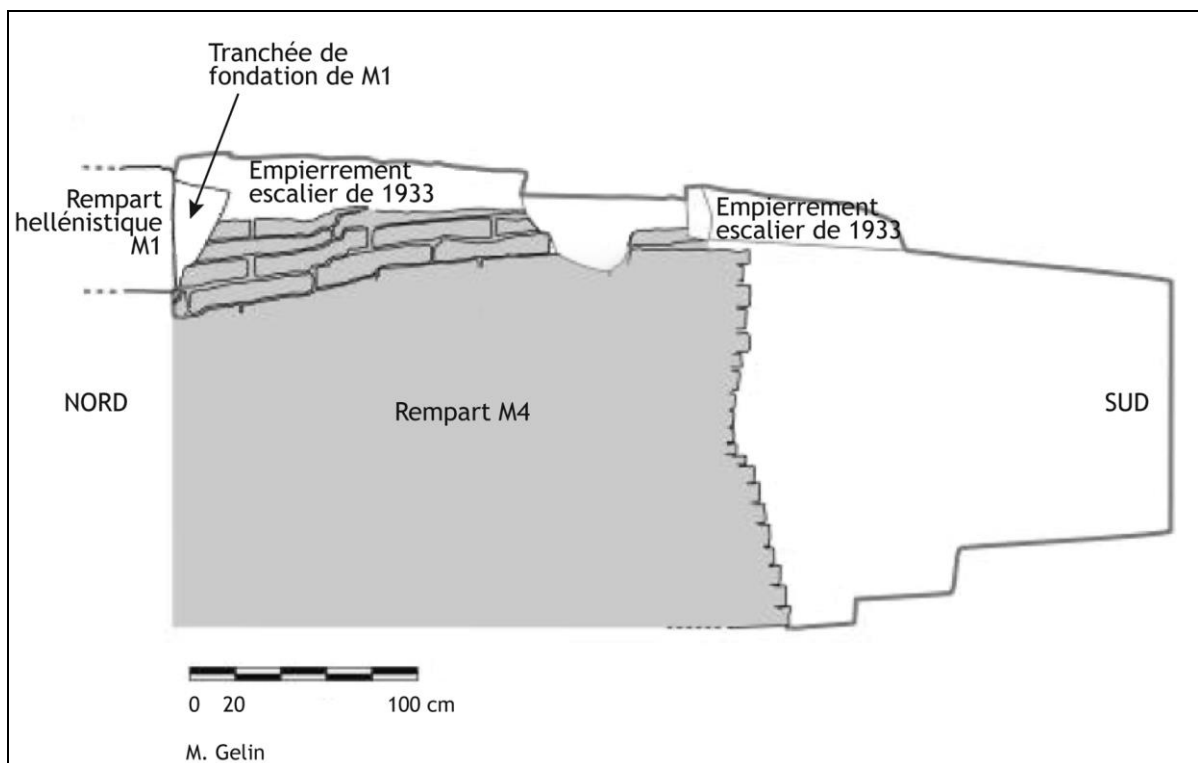 Tranchée de
fondation de M1
Empierrement
escalier de 1933
Rempart
hellénistique
M1
Empierrement
escalier de 1933
NORD
Rempart M4
SUD
0 20 100 cm
M. Gelin